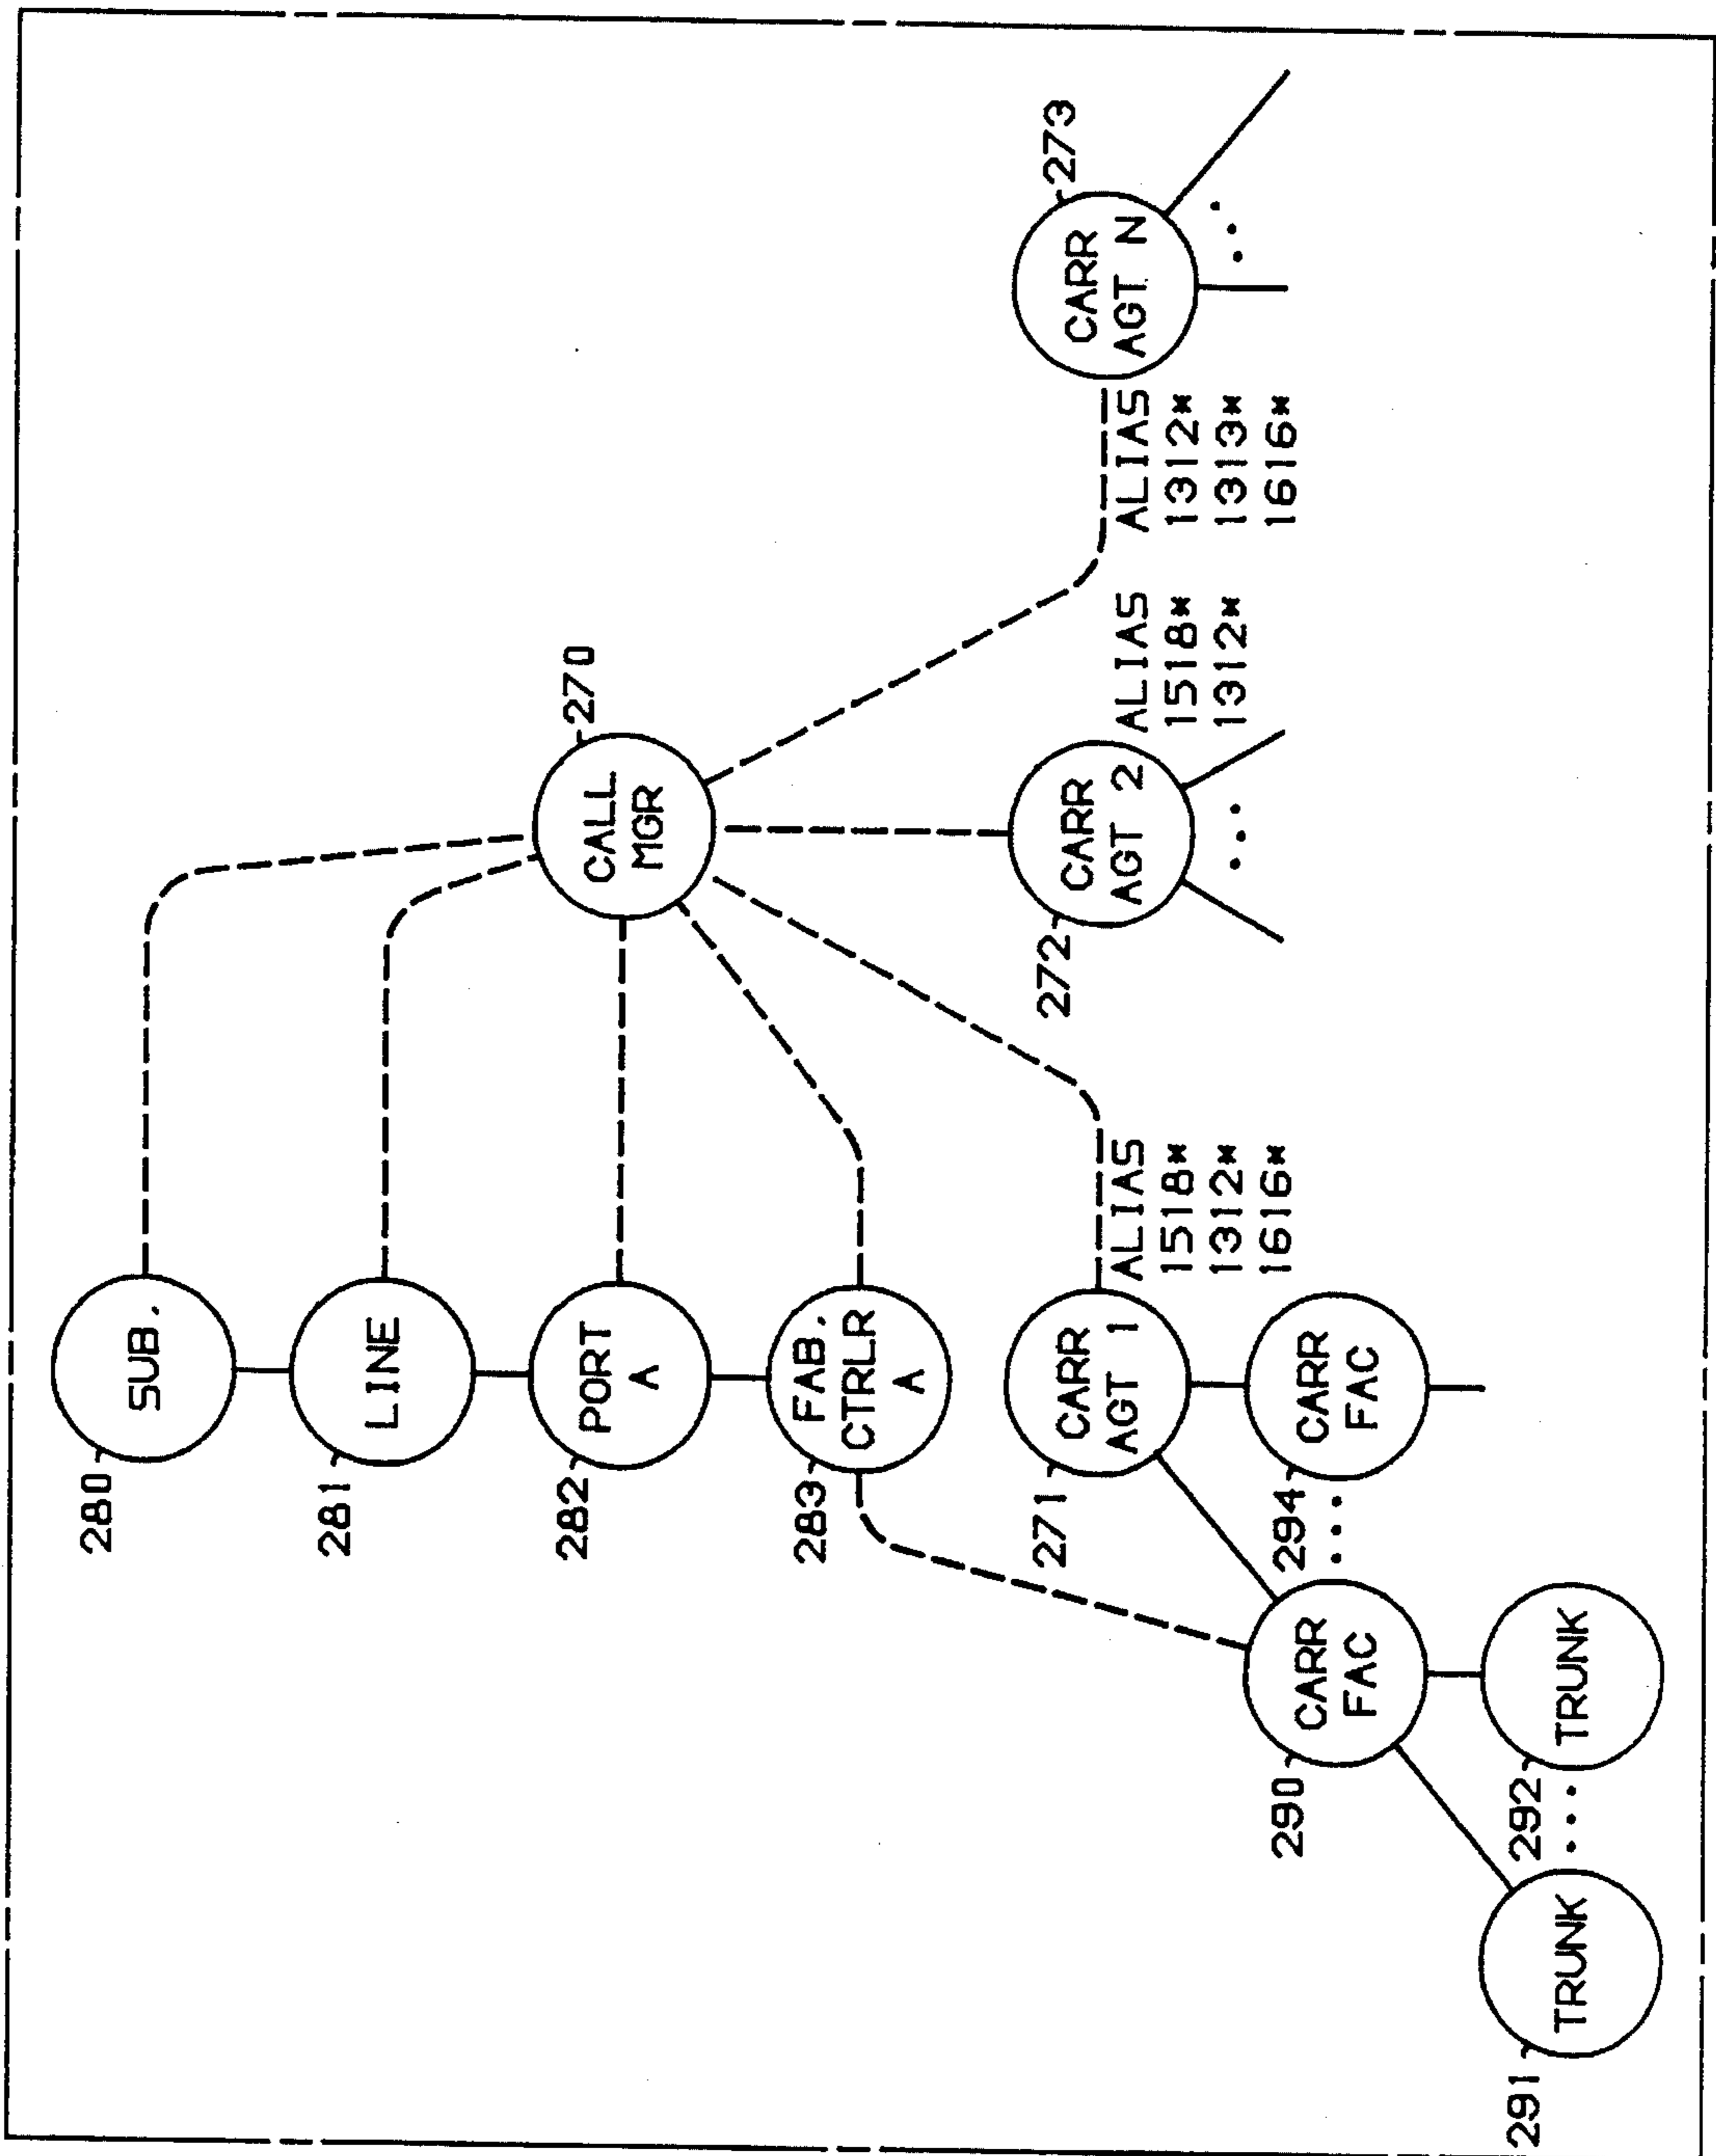 280
SUB.
281
LINE
282
PORT
A
CALL
MGR
270
283
FAB.
CTRLR
A
271
CARR
AGT 1
ALIAS
1518*
1312*
1616*
272
CARR
AGT 2
ALIAS
1518*
1312*
273
CARR
AGT N
ALIAS
1312*
1313*
1616*
290
CARR
FAC
294
CARR
FAC
291
TRUNK
292
TRUNK